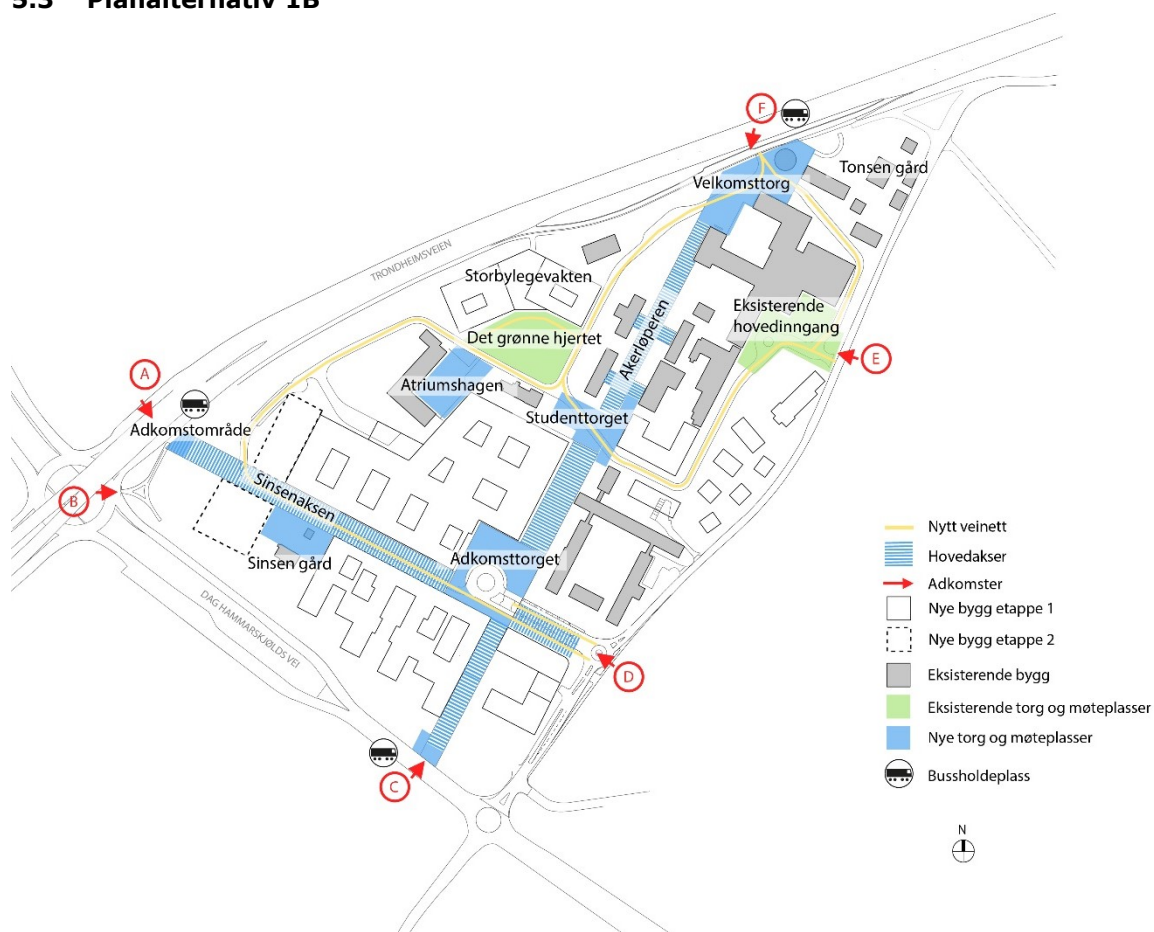 5.3 Planalternativ 1B
F
Tonsen gård
Velkomsttorg
TRONDHEIMSVEIEN
Storbylegevakten
Akerløperen
Eksisterende
hovedinngang
Det grønne hjertet
E
A
Atriumshagen
Studenttorget
Adkomstområde
B
Sinsenaksen
Sinsen gård
Adkomsttorget
DAG HAMMARSKJØLDS VEI
D
C
Nytt veinett
Hovedakser
Adkomster
Nye bygg etappe 1
Nye bygg etappe 2
Eksisterende bygg
Eksisterende torg og møteplasser
Nye torg og møteplasser
Bussholdeplass
N